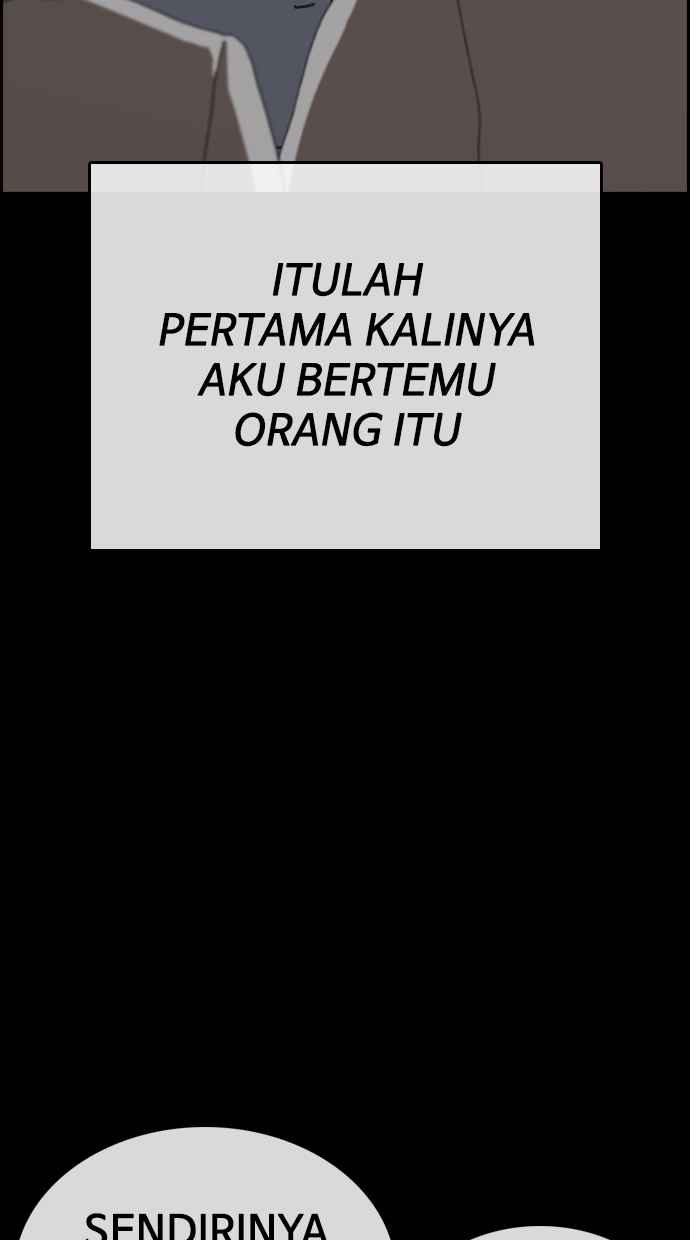 ITULAH
PERTAMA KALINYA
AKU BERTEMU
ORANG ITU
SENDIRINYA